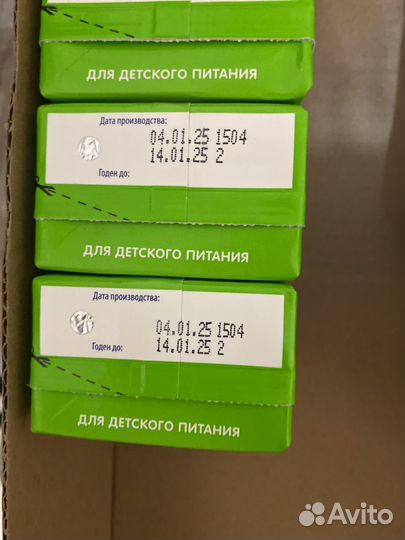 ДЛЯ ДЕТСКОГО ПИТАНИЯ
Дата производства:
04.01.25 1504
14.01.25 2
Годен до:
ДЛЯ ДЕТСКОГО ПИТАНИЯ
Дата производства:
04.01.25 1504
Годен до:
14.01.25 2
ДЛЯ ДЕТСКОГО ПИТАНИЯ
Avito